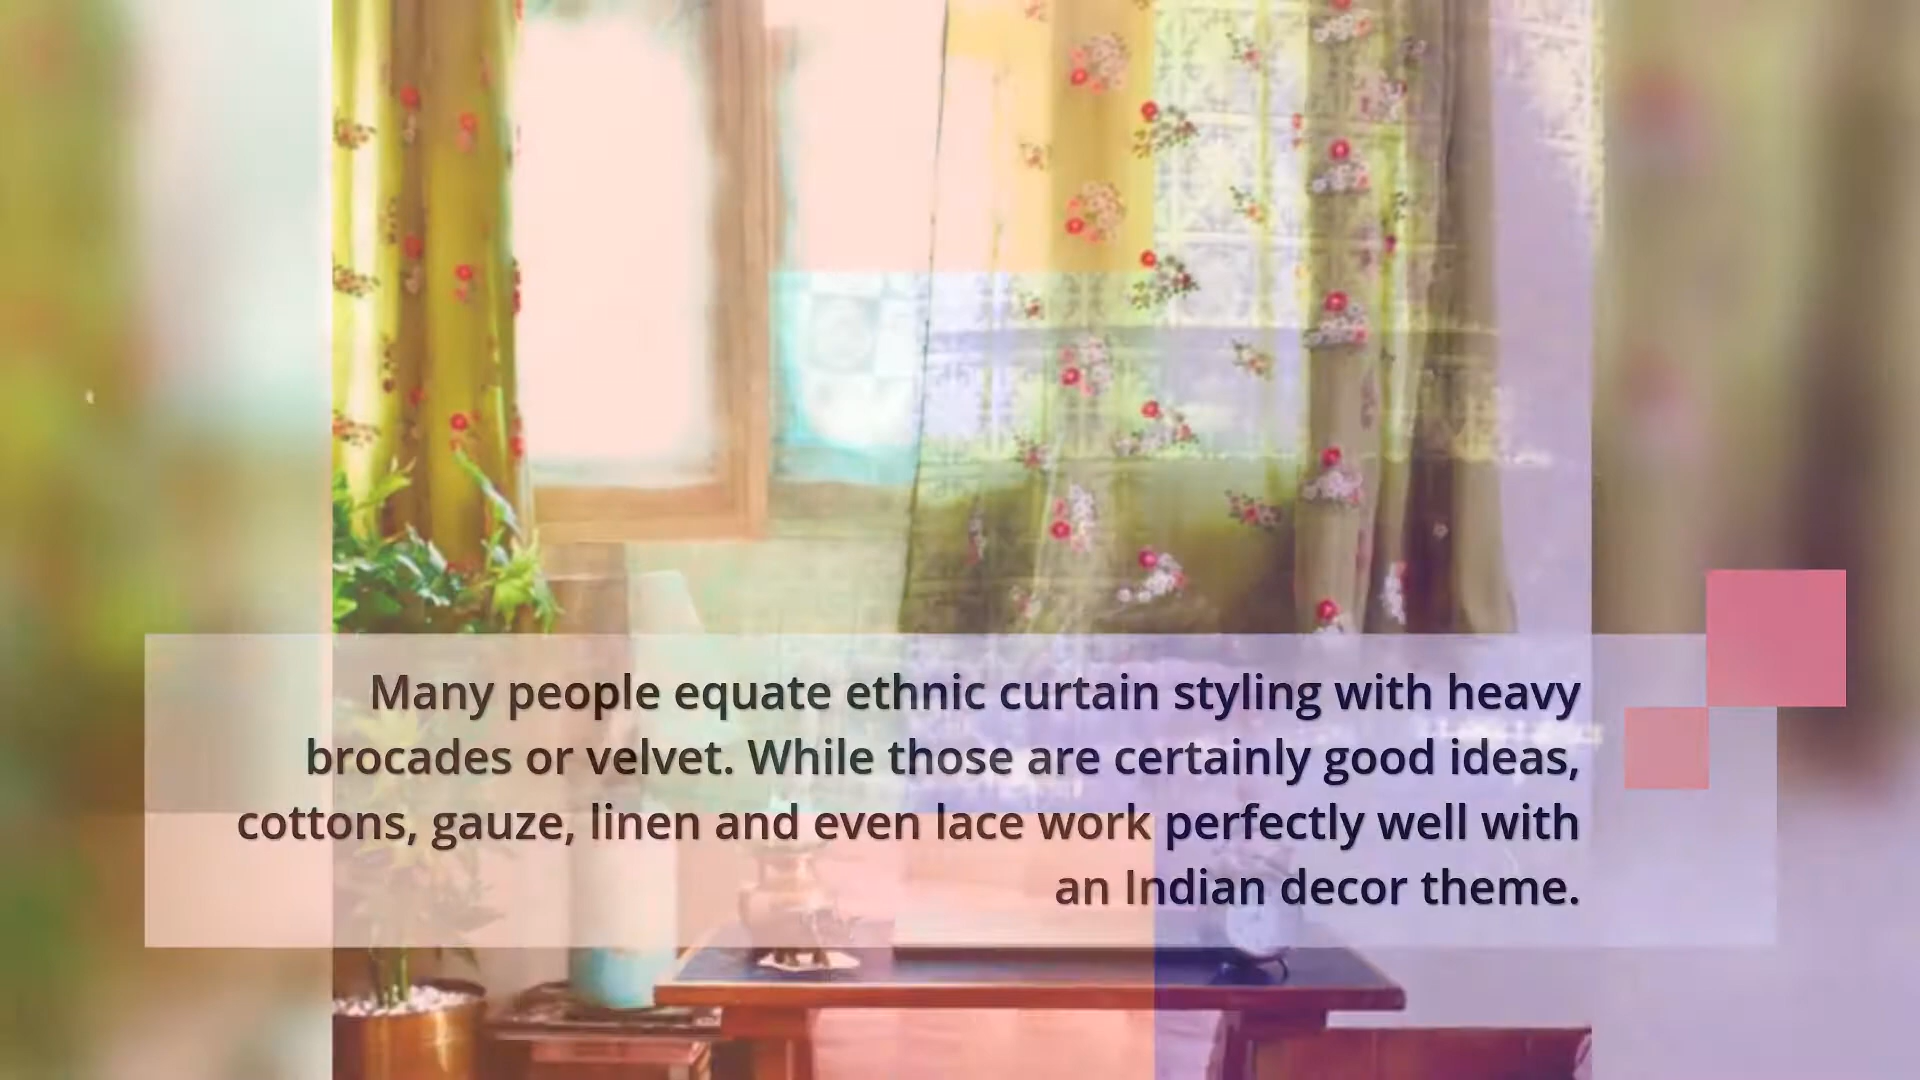 Many people equate ethnic curtain styling with heavy
brocades or velvet. While those are certainly good ideas,
cottons, gauze, linen and even lace work perfectly well with
an Indian decor theme.